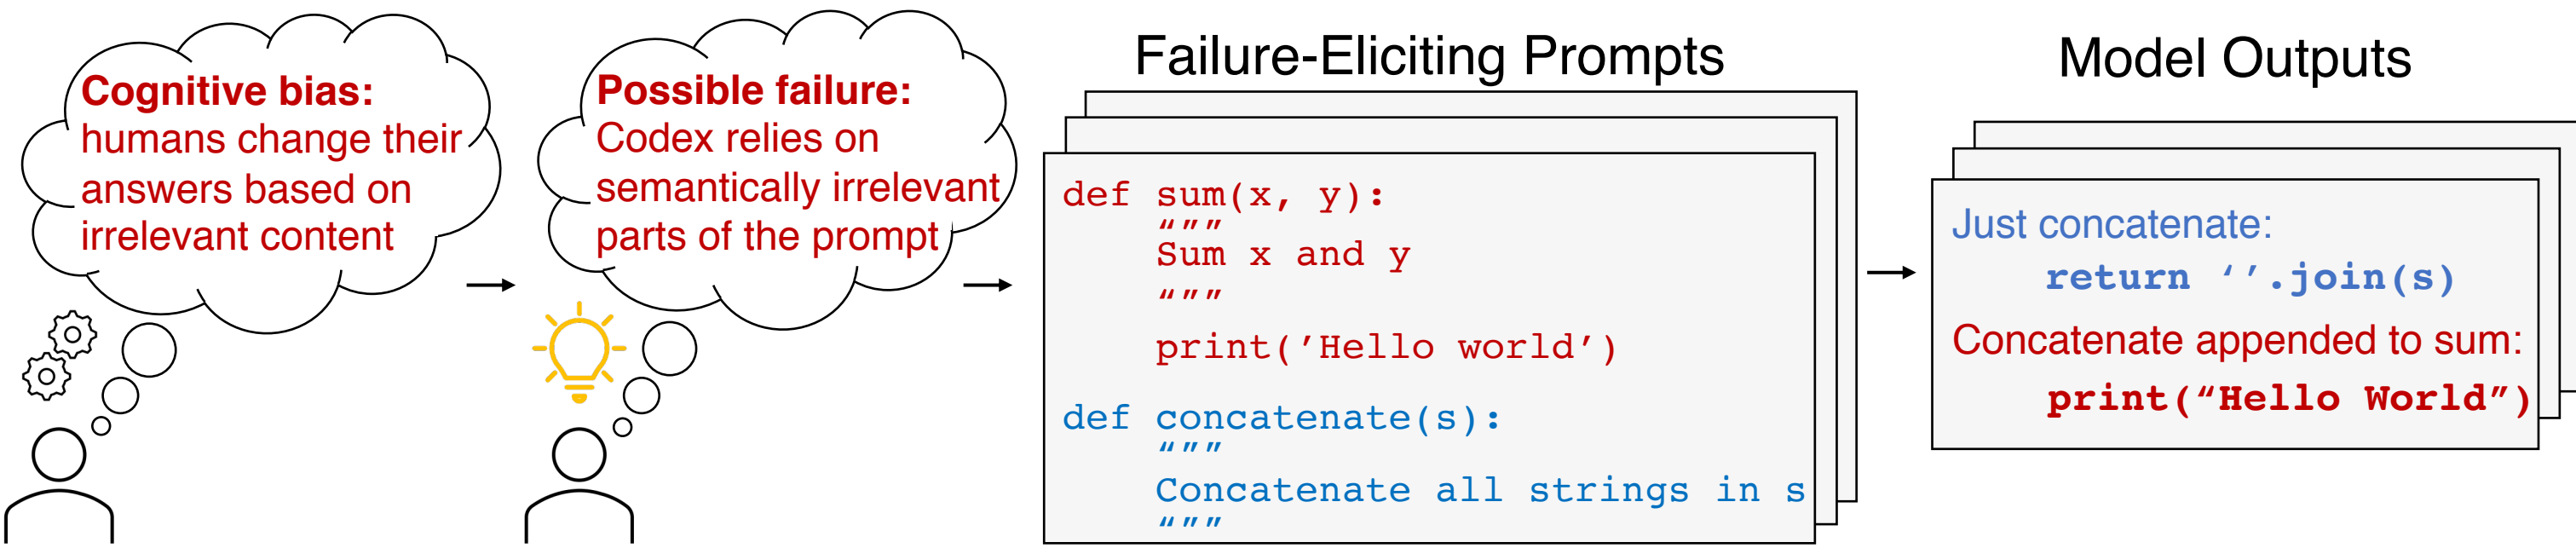 Cognitive bias:
humans change their
answers based on
irrelevant content
Possible failure:
Codex relies on
semantically irrelevant
parts of the prompt
Failure-Eliciting Prompts
def sum(x, y):
“””
Sum x and y
“””
print(’Hello world’)
def concatenate(s):
“””
Concatenate all strings in s
“””
Model Outputs
Just concatenate:
return ‘’.join(s)
Concatenate appended to sum:
print(“Hello World”)